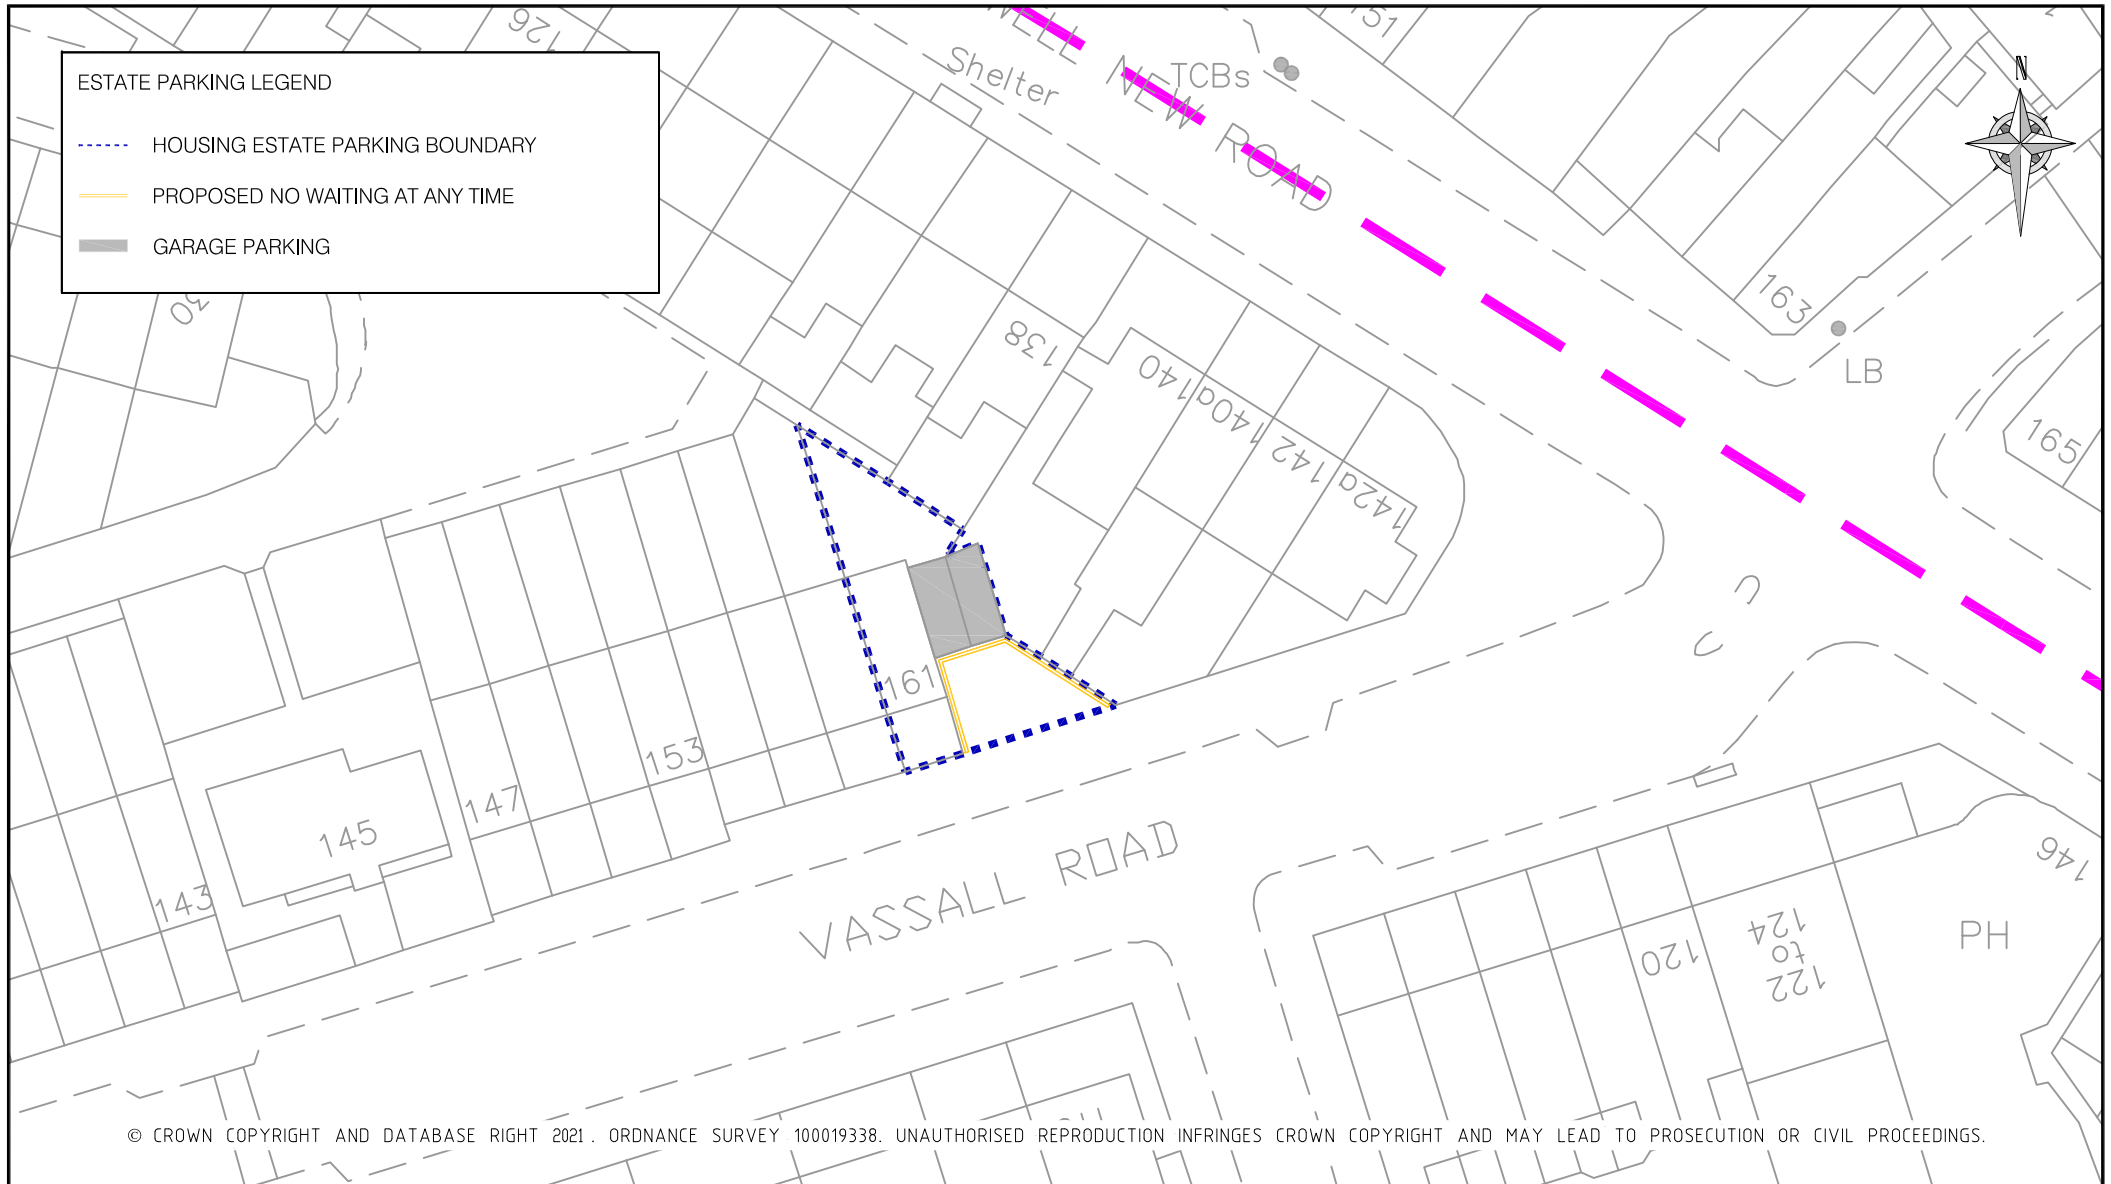 126
151
Shelter
NEW ROAD
TCBs
N
ESTATE PARKING LEGEND
HOUSING ESTATE PARKING BOUNDARY
PROPOSED NO WAITING AT ANY TIME
GARAGE PARKING
30
163
LB
138
140
140a
142
142a
165
161
153
147
145
143
VASSALL ROAD
146
PH
120
122
to
124
© CROWN COPYRIGHT AND DATABASE RIGHT 2021. ORDNANCE SURVEY 100019338. UNAUTHORISED REPRODUCTION INFRINGES CROWN COPYRIGHT AND MAY LEAD TO PROSECUTION OR CIVIL PROCEEDINGS.